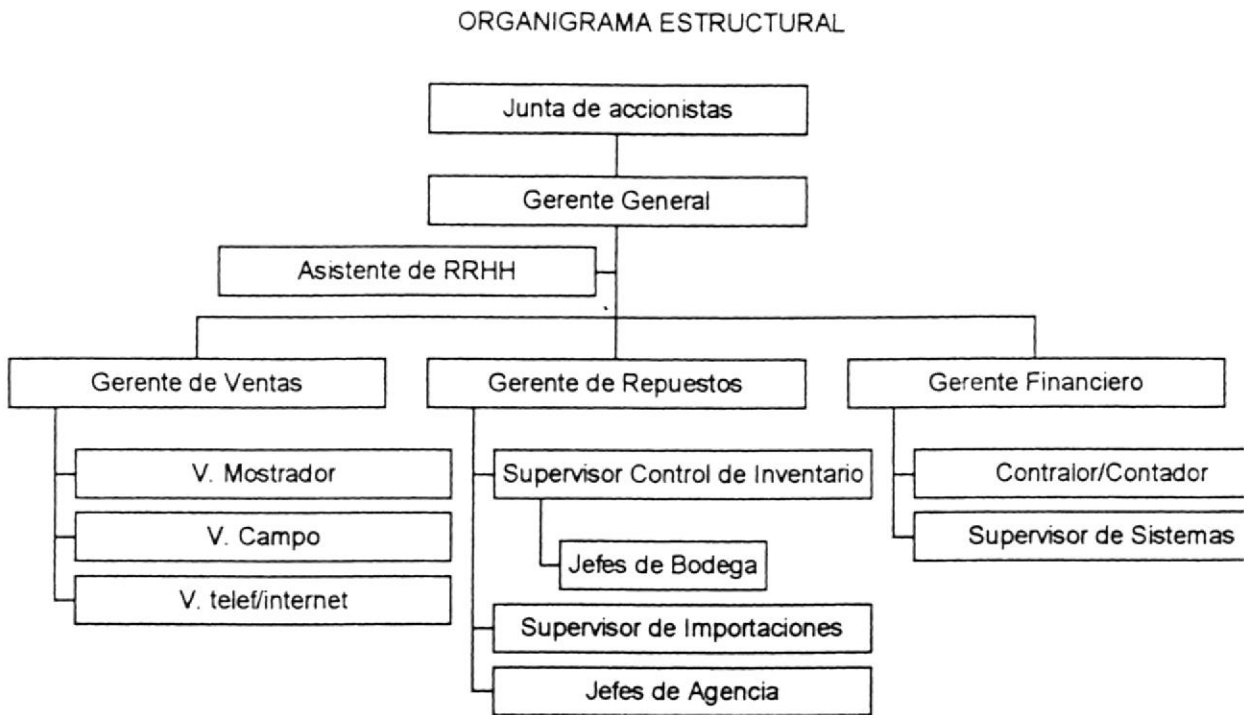 ORGANIGRAMA ESTRUCTURAL
Junta de accionistas
Gerente General
Asistente de RRHH
Gerente de Ventas
Gerente de Repuestos
Gerente Financiero
V. Mostrador
V. Campo
V. telef/internet
Supervisor Control de Inventario
Jefes de Bodega
Supervisor de Importaciones
Jefes de Agencia
Contralor/Contador
Supervisor de Sistemas